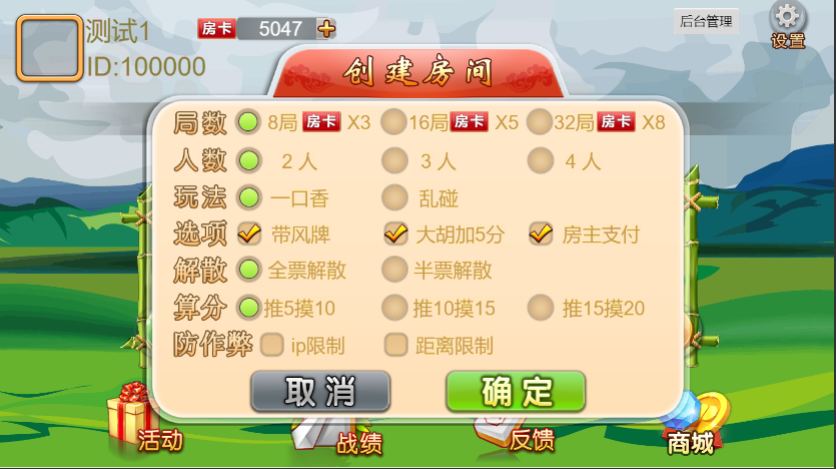 测试1 房卡 5047 后台管理
ID:100000 设置
创建房间
局数 8局 房卡 X3 16局 房卡 X5 32局 房卡 X8
人数 2人 3人 4人
玩法 一口香 乱碰
选项 带风牌 大胡加5分 房主支付
解散 全票解散 半票解散
算分 推5摸10 推10摸15 推15摸20
防作弊 ip限制 距离限制
取消 确定
活动 战绩 反馈 商城